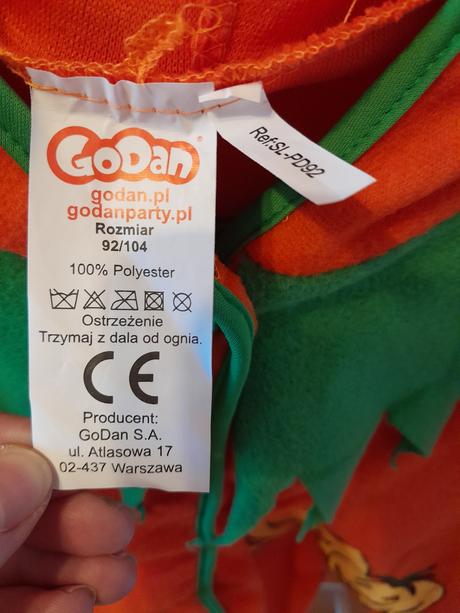 GoDan
godan.pl
godanparty.pl
Rozmiar
92/104
100% Polyester
Ostrzeżenie
Trzymaj z dala od ognia.
CE
Producent:
GoDan S.A.
ul. Atlasowa 17
02-437 Warszawa
Ref:SL-PD92